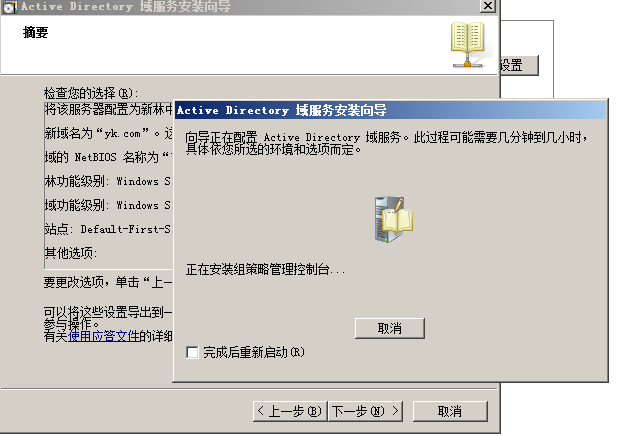 Active Directory 域服务安装向导
摘要
设置
检查您的选择(R):
将该服务器配置为新林中
新域名为“yk.com”。这
域的 NetBIOS 名称为“
林功能级别: Windows S
域功能级别: Windows S
站点: Default-First-S
其他选项:
要更改选项，单击“上一
可以将这些设置导出到一
参与操作。
有关使用应答文件的详细
Active Directory 域服务安装向导
向导正在配置 Active Directory 域服务。此过程可能需要几分钟到几小时，
具体依您所选的环境和选项而定。
正在安装组策略管理控制台...
取消
完成后重新启动(R)
< 上一步(B)
下一步(N) >
取消